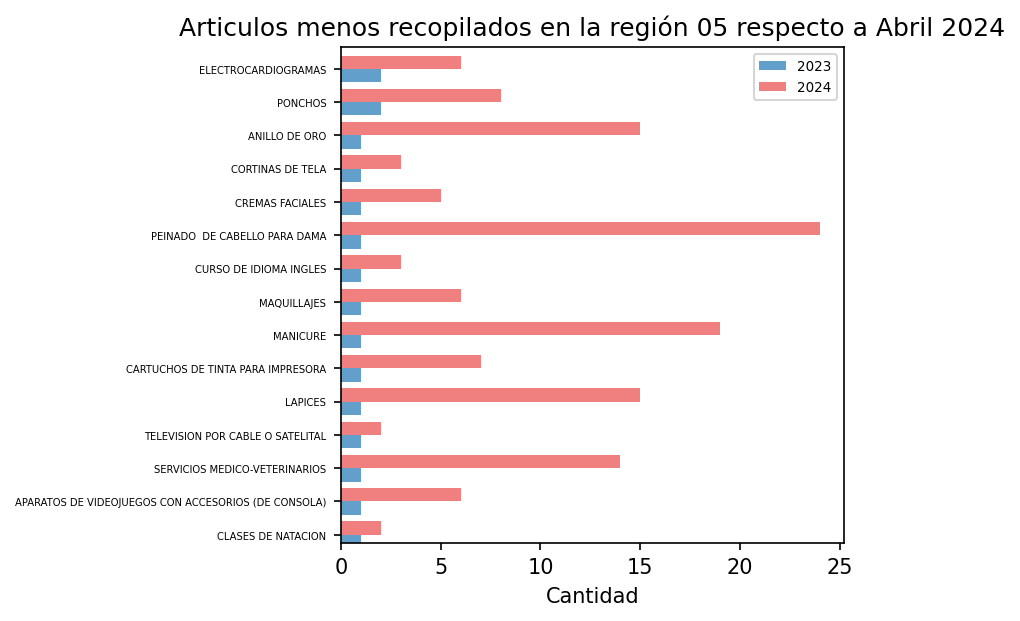 Articulos menos recopilados en la región 05 respecto a Abril 2024
2023
2024
ELECTROCARDIOGRAMAS
PONCHOS
ANILLO DE ORO
CORTINAS DE TELA
CREMAS FACIALES
PEINADO  DE CABELLO PARA DAMA
CURSO DE IDIOMA INGLES
MAQUILLAJES
MANICURE
CARTUCHOS DE TINTA PARA IMPRESORA
LAPICES
TELEVISION POR CABLE O SATELITAL
SERVICIOS MEDICO-VETERINARIOS
APARATOS DE VIDEOJUEGOS CON ACCESORIOS (DE CONSOLA)
CLASES DE NATACION
0 5 10 15 20 25
Cantidad